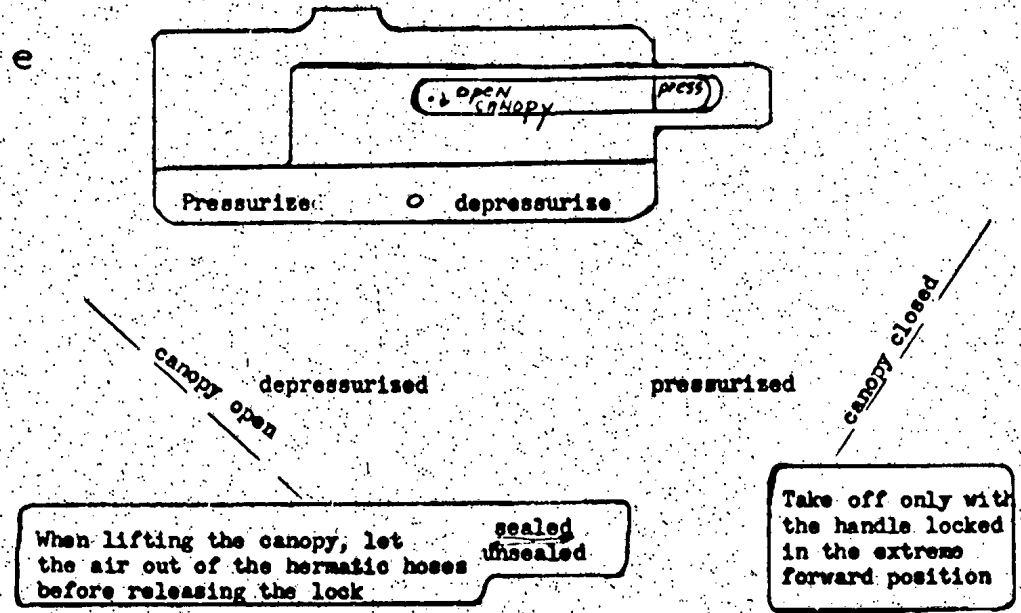 e
open press
CANOPY
Pressurize o depressurize
canopy open
depressurized
pressurized
canopy closed
When lifting the canopy, let
the air out of the hermatic hoses
before releasing the lock
sealed
unsealed
Take off only with
the handle locked
in the extreme
forward position